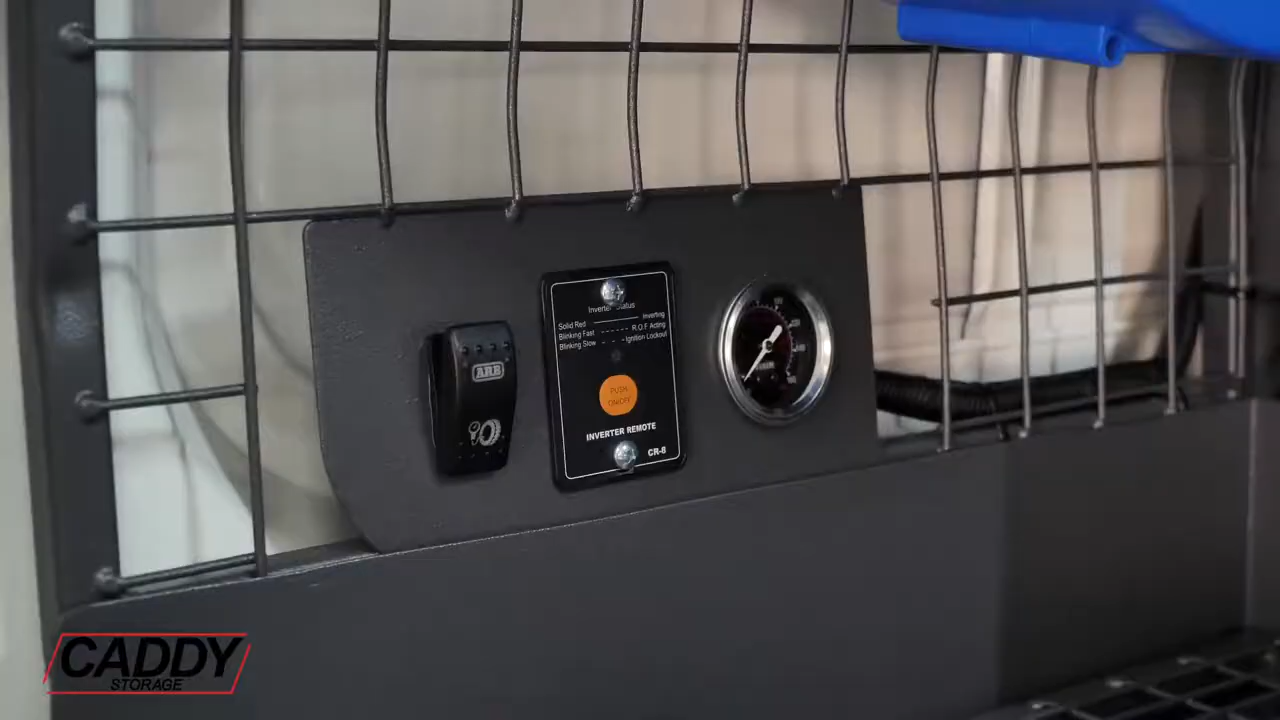 Inverter Status
Solid Red Inverting
Blinking Fast R.O.F Acting
Blinking Slow Ignition Lockout
ARB
PUSH
ON/OFF
INVERTER REMOTE
CR-8
CADDY
STORAGE